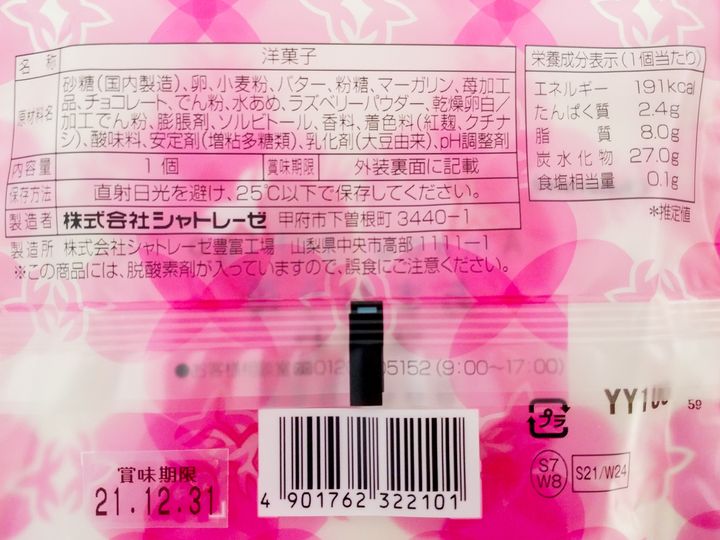 名 称 洋菓子
原材料名 砂糖(国内製造)、卵、小麦粉、バター、粉糖、マーガリン、苺加工
品、チョコレート、でん粉、水あめ、ラズベリーパウダー、乾燥卵白/
加工でん粉、膨脹剤、ソルビトール、香料、着色料(紅麹、クチナ
シ)、酸味料、安定剤(増粘多糖類)、乳化剤(大豆由来)、pH調整剤
内容量 1個 賞味期限 外装裏面に記載
保存方法 直射日光を避け、25℃以下で保存してください。
製造者 株式会社シャトレーゼ 甲府市下曽根町 3440-1
製造所 株式会社シャトレーゼ豊富工場 山梨県中央市高部 1111-1
※この商品には、脱酸素剤が入っていますので、誤食にご注意ください。
栄養成分表示(1個当たり)
エネルギー 191kcal
たんぱく質 2.4g
脂 質 8.0g
炭水化物 27.0g
食塩相当量 0.1g
*推定値
●お客様相談室 5152 (9:00〜17:00)
プラ
59
S7
W8
S21/W24
賞味期限
21.12.31
4 901762 322101